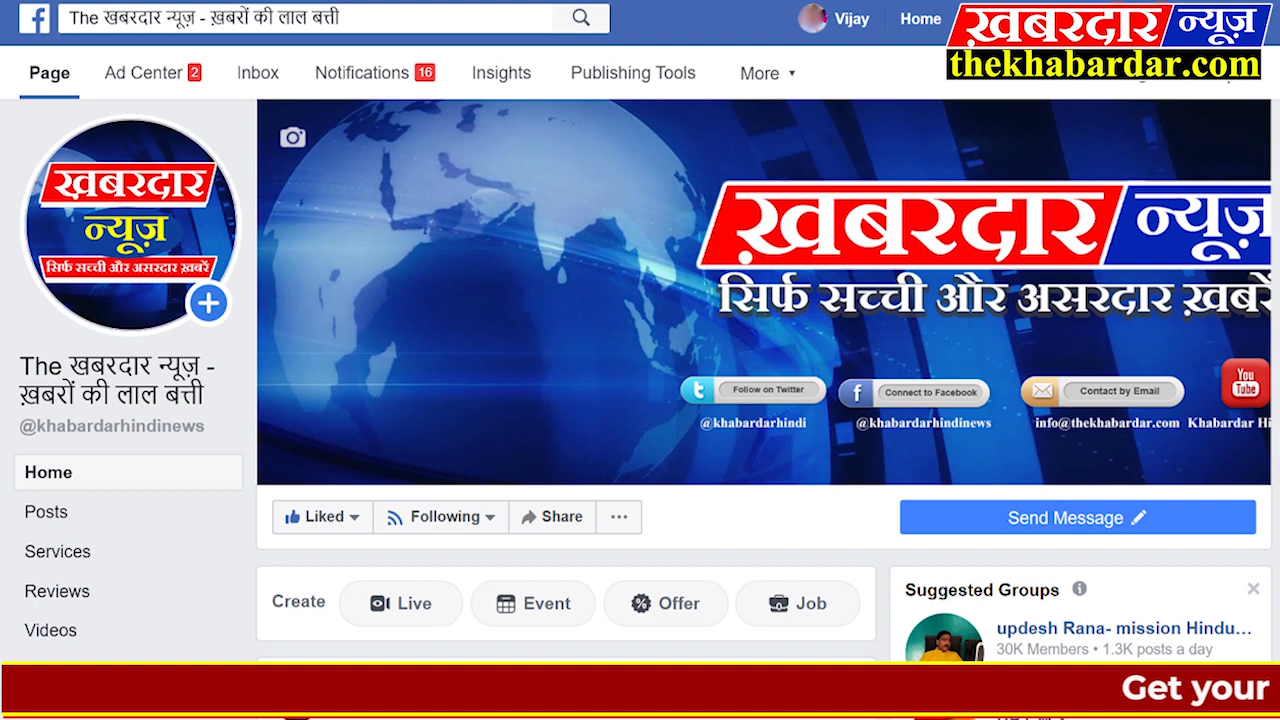 The खबरदार न्यूज़ - ख़बरों की लाल बत्ती
Vijay
Home
ख़बरदार न्यूज़
thekhabardar.com
Page
Ad Center 2
Inbox
Notifications 16
Insights
Publishing Tools
More
ख़बरदार
न्यूज़
सिर्फ सच्ची और असरदार ख़बरें
ख़बरदार न्यूज़
सिर्फ सच्ची और असरदार ख़बरें
Follow on Twitter
Connect to Facebook
Contact by Email
You
Tube
@khabardarhindi
@khabardarhindinews
info@thekhabardar.com
Khabardar Hi
The खबरदार न्यूज़ -
ख़बरों की लाल बत्ती
@khabardarhindinews
Home
Posts
Services
Reviews
Videos
Liked
Following
Share
Send Message
Create
Live
Event
Offer
Job
Suggested Groups
updesh Rana- mission Hindu...
30K Members • 1.3K posts a day
Get your